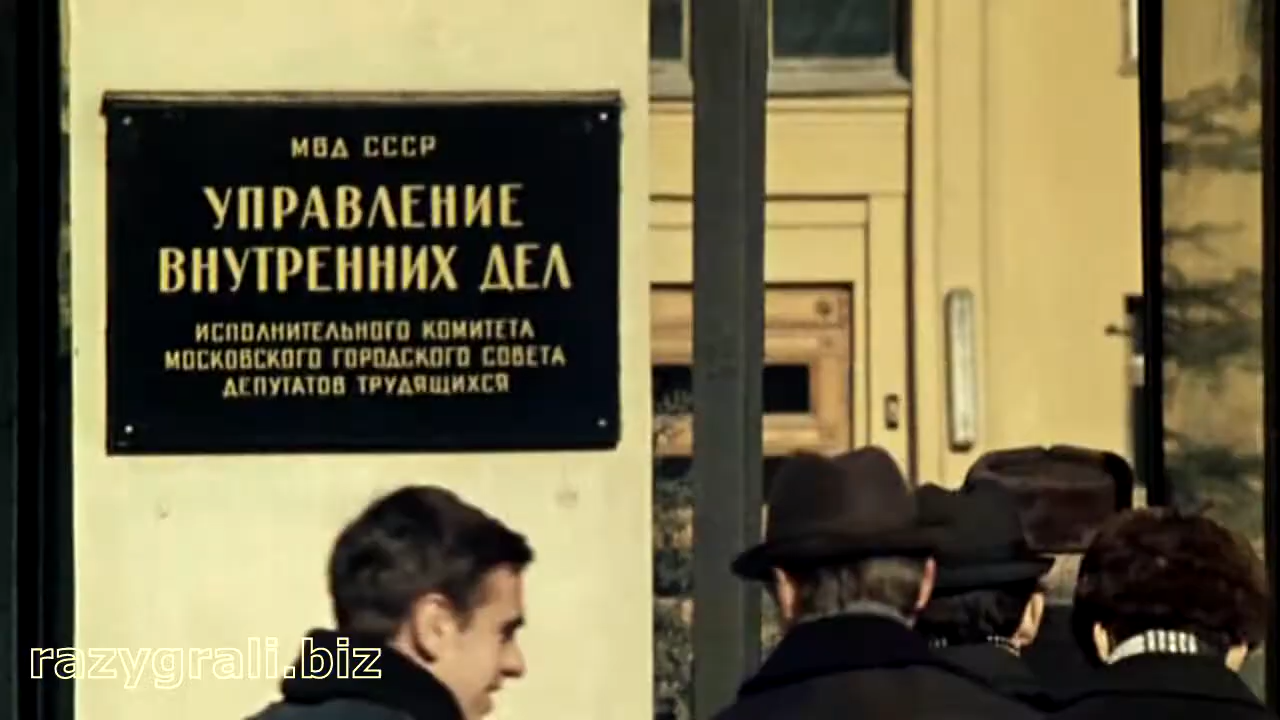 МВД СССР
УПРАВЛЕНИЕ
ВНУТРЕННИХ ДЕЛ
ИСПОЛНИТЕЛЬНОГО КОМИТЕТА
МОСКОВСКОГО ГОРОДСКОГО СОВЕТА
ДЕПУТАТОВ ТРУДЯЩИХСЯ
razygrali.biz